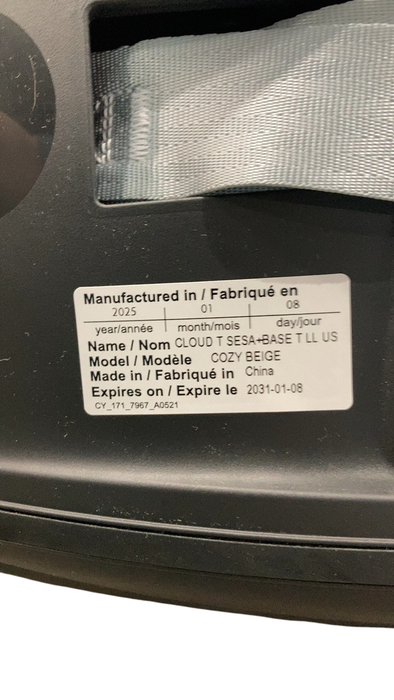 Manufactured in / Fabriqué en
2025 01 08
year/année month/mois day/jour
Name / Nom CLOUD T SESA+BASE T LL US
Model / Modèle COZY BEIGE
Made in / Fabriqué in China
Expires on / Expire le 2031-01-08
CY_171_7967_A0521